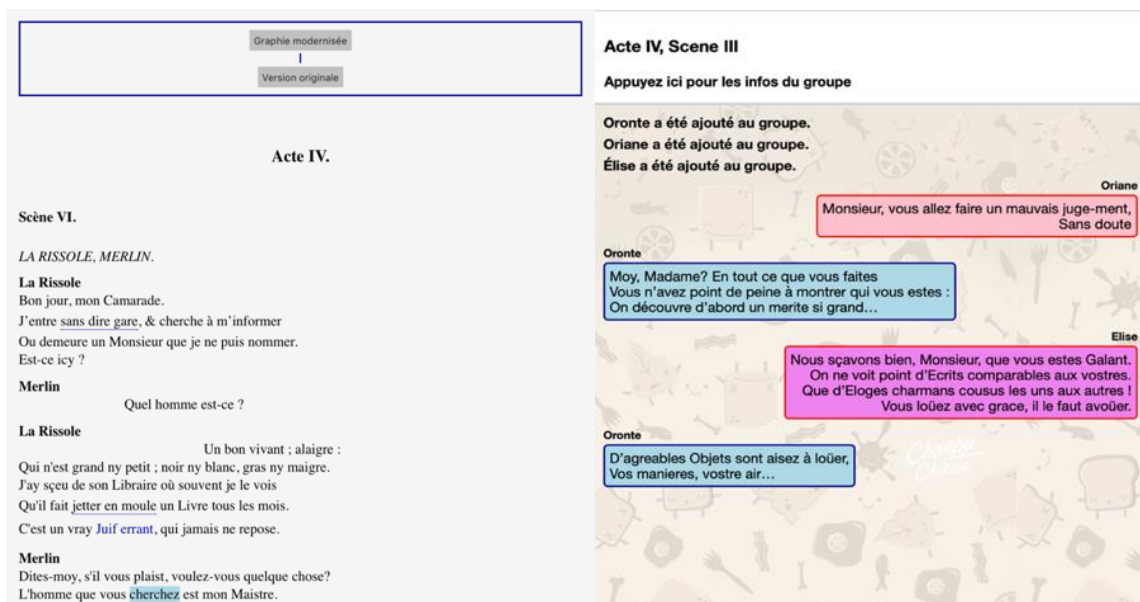 Graphie modernisée
Version originale
Acte IV.
Scène VI.
LA RISSOLE, MERLIN.
La Rissole
Bon jour, mon Camarade.
J'entre sans dire gare, & cherche à m'informer
Ou demeure un Monsieur que je ne puis nommer.
Est-ce icy ?
Merlin
Quel homme est-ce ?
La Rissole
Un bon vivant ; alaigre :
Qui n'est grand ny petit ; noir ny blanc, gras ny maigre.
J'ay sçeu de son Libraire où souvent je le vois
Qu'il fait jetter en moule un Livre tous les mois.
C'est un vray Juif errant, qui jamais ne repose.
Merlin
Dites-moy, s'il vous plaist, voulez-vous quelque chose?
L'homme que vous cherchez est mon Maistre.
Acte IV, Scene III
Appuyez ici pour les infos du groupe
Oronte a été ajouté au groupe.
Oriane a été ajouté au groupe.
Élise a été ajouté au groupe.
Oriane
Monsieur, vous allez faire un mauvais juge-ment,
Sans doute
Oronte
Moy, Madame? En tout ce que vous faites
Vous n'avez point de peine à montrer qui vous estes :
On découvre d'abord un merite si grand…
Elise
Nous sçavons bien, Monsieur, que vous estes Galant.
On ne voit point d'Ecrits comparables aux vostres.
Que d'Eloges charmans cousus les uns aux autres !
Vous loüez avec grace, il le faut avoüer.
Oronte
D'agreables Objets sont aisez à loüer,
Vos manieres, vostre air…